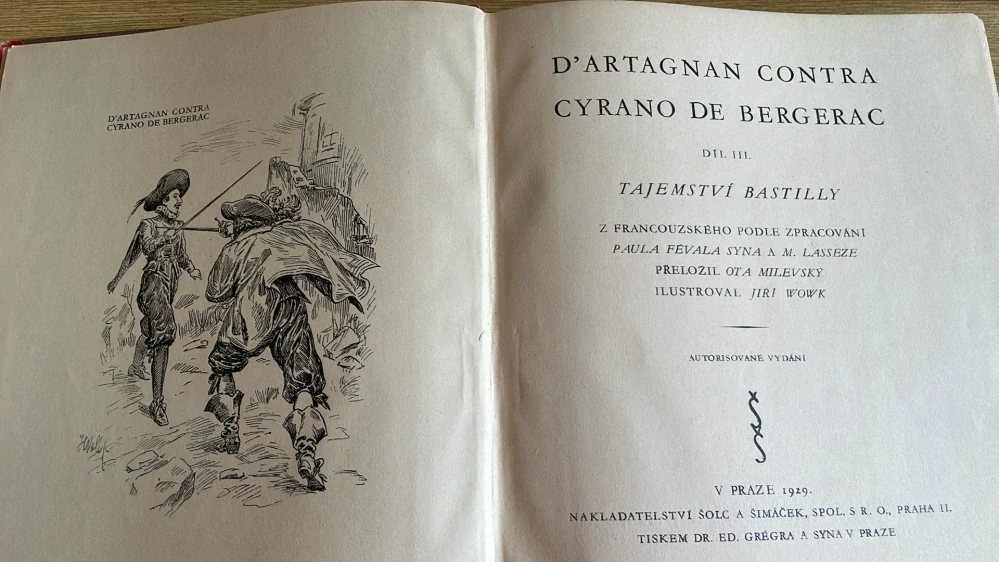 D'ARTAGNAN CONTRA
CYRANO DE BERGERAC
D'ARTAGNAN CONTRA
CYRANO DE BERGERAC
DÍL III.
TAJEMSTVÍ BASTILLY
Z FRANCOUZSKÉHO PODLE ZPRACOVÁNÍ
PAULA FÉVALA SYNA A M. LASSEZE
PŘELOŽIL OTA MILEVSKÝ
ILUSTROVAL JIŘÍ WOWK
AUTORISOVANÉ VYDÁNÍ
V PRAZE 1929.
NAKLADATELSTVÍ ŠOLC A ŠIMÁČEK, SPOL. S R. O., PRAHA II.
TISKEM DR. ED. GRÉGRA A SYNA V PRAZE